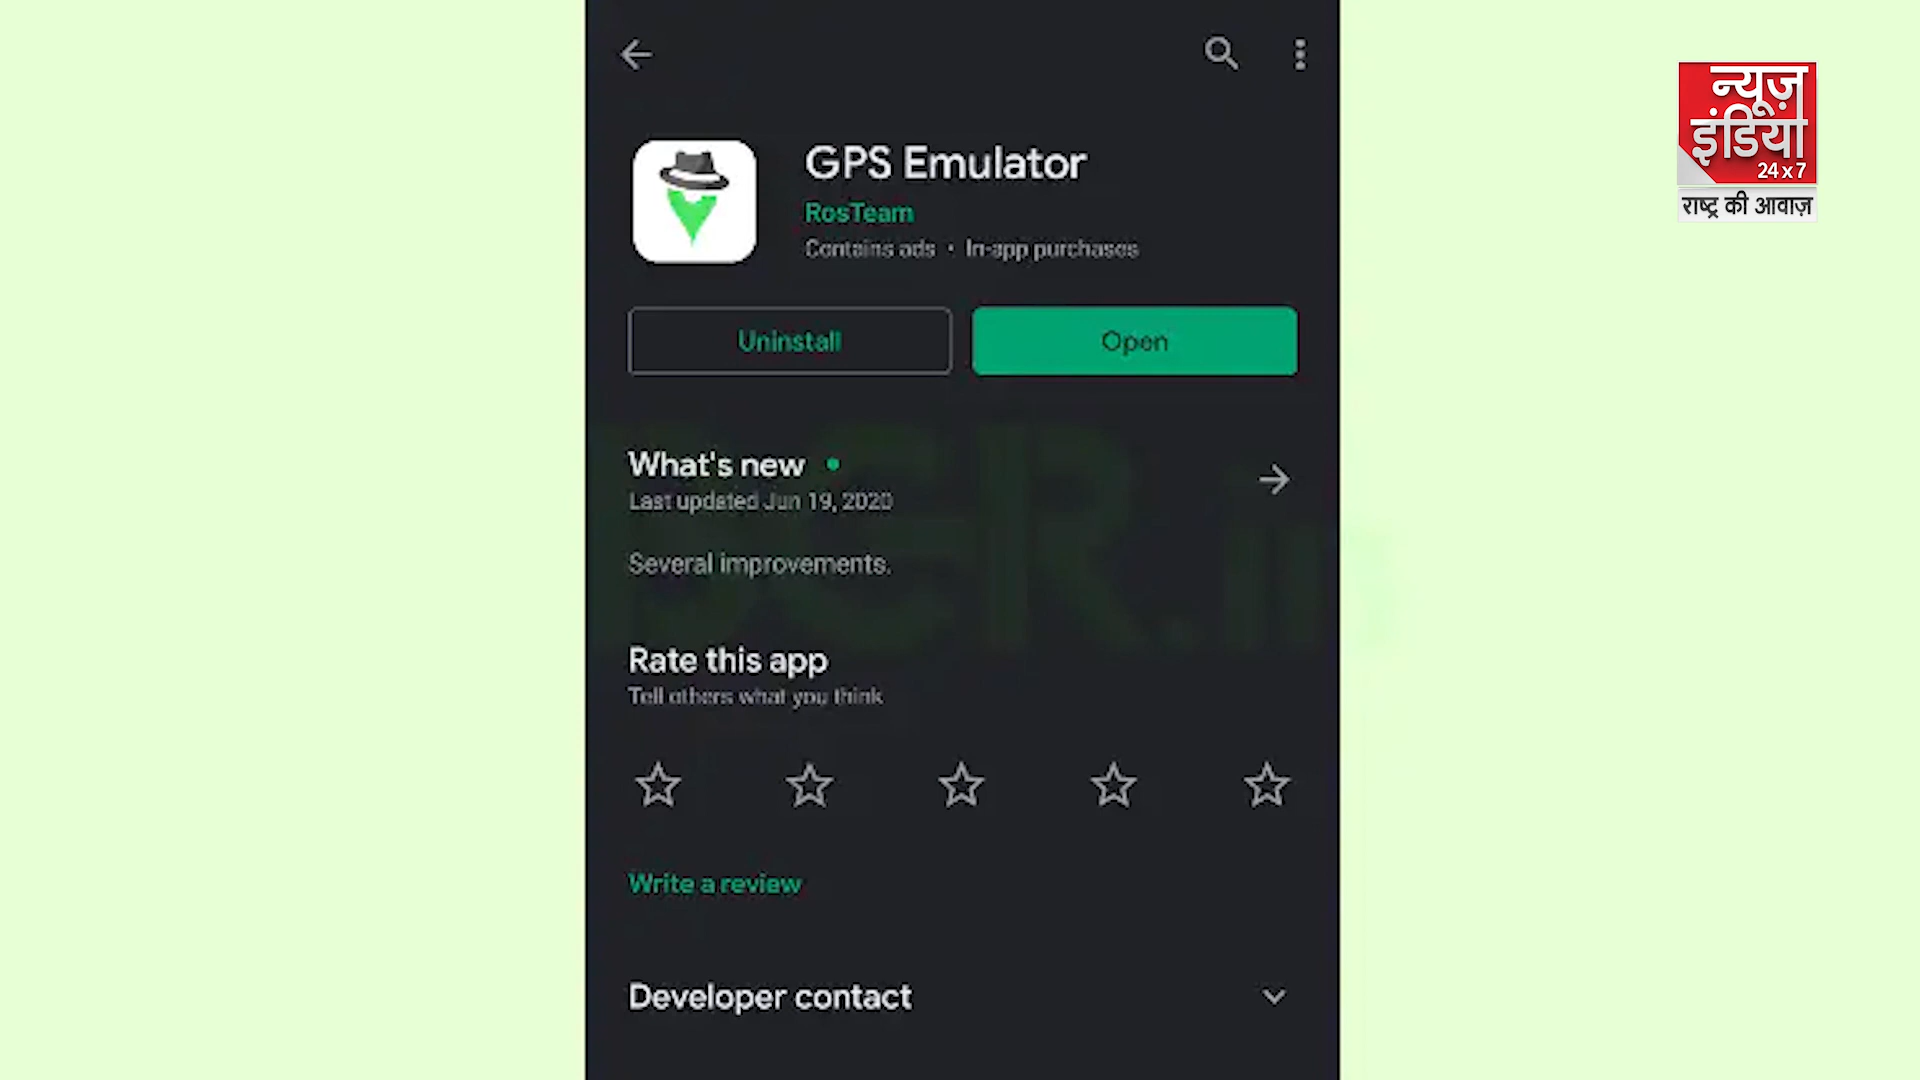 GPS Emulator
RosTeam
Contains ads • In-app purchases
Uninstall
Open
What's new
Last updated Jun 19, 2020
Several improvements.
Rate this app
Tell others what you think
Write a review
Developer contact
न्यूज़
इंडिया
24x7
राष्ट्र की आवाज़